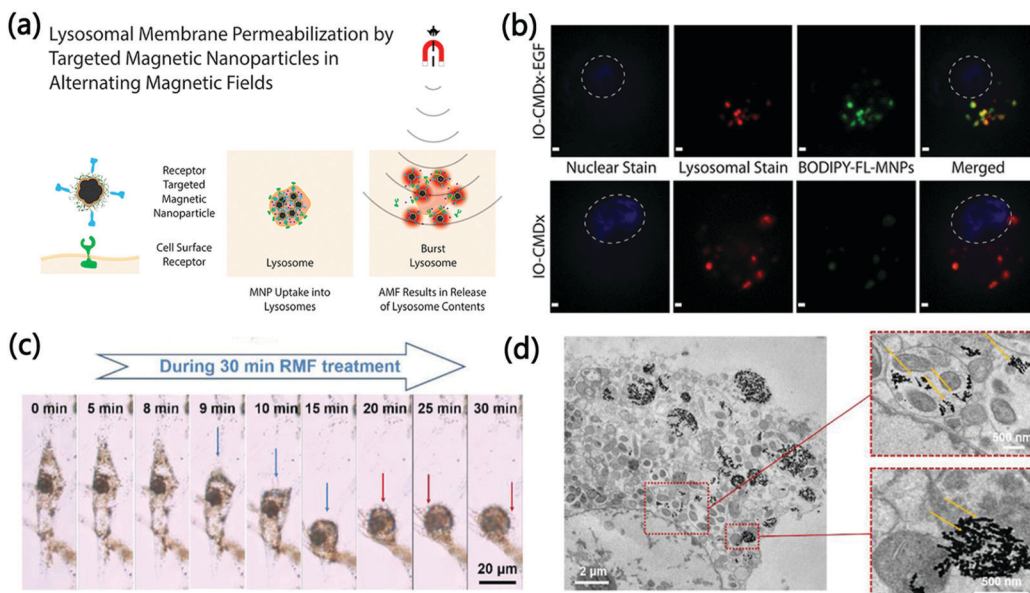 (a)
Lysosomal Membrane Permeabilization by
Targeted Magnetic Nanoparticles in
Alternating Magnetic Fields
Receptor
Targeted
Magnetic
Nanoparticle
Cell Surface
Receptor
Lysosome
Burst
Lysosome
MNP Uptake into
Lysosomes
AMF Results in Release
of Lysosome Contents
(b)
IO-CMDx-EGF
Nuclear Stain
Lysosomal Stain
BODIPY-FL-MNPs
Merged
IO-CMDx
(c)
During 30 min RMF treatment
0 min
5 min
8 min
9 min
10 min
15 min
20 min
25 min
30 min
20 µm
(d)
2 µm
500 nm
500 nm